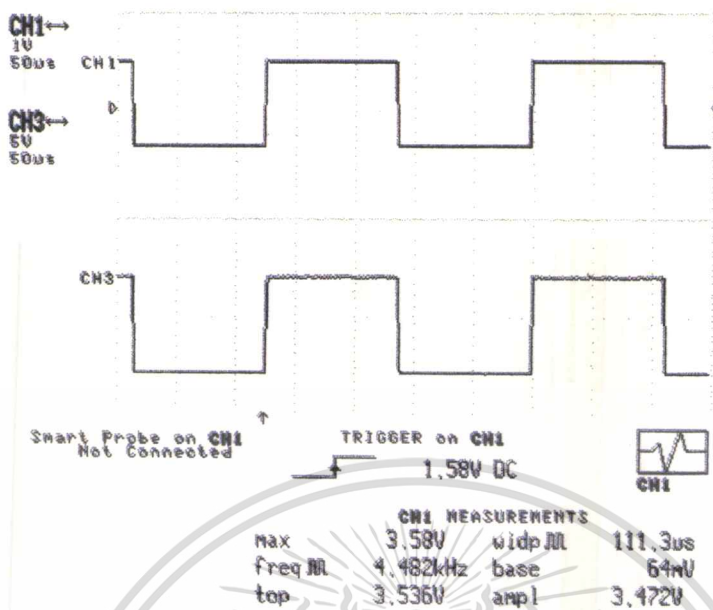 CH1↔
1V
50us
CH1
CH3↔
5V
50us
CH3
Smart Probe on CH1
Not Connected
TRIGGER on CH1
1.58V DC
CH1
CH1 MEASUREMENTS
max 3.58V widp 111.3us
freq 4.482kHz base 64mV
top 3.536V ampl 3.472V